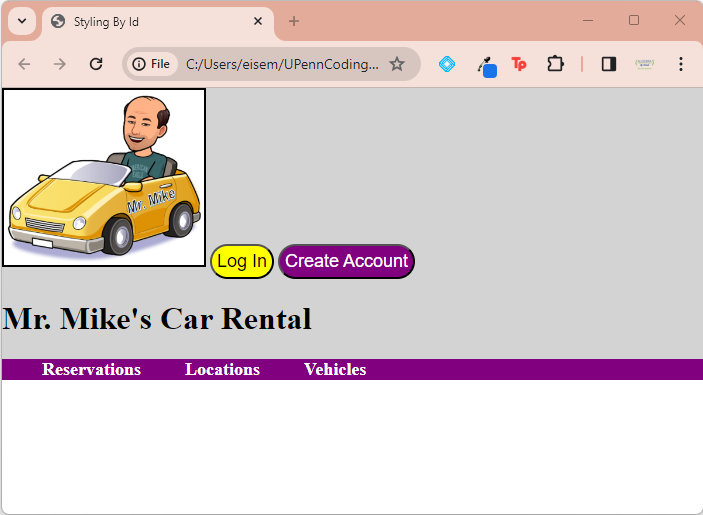 Styling By Id
File C:/Users/eisem/UPennCoding...
Tp
Mr. Mike
Log In Create Account
Mr. Mike's Car Rental
Reservations Locations Vehicles